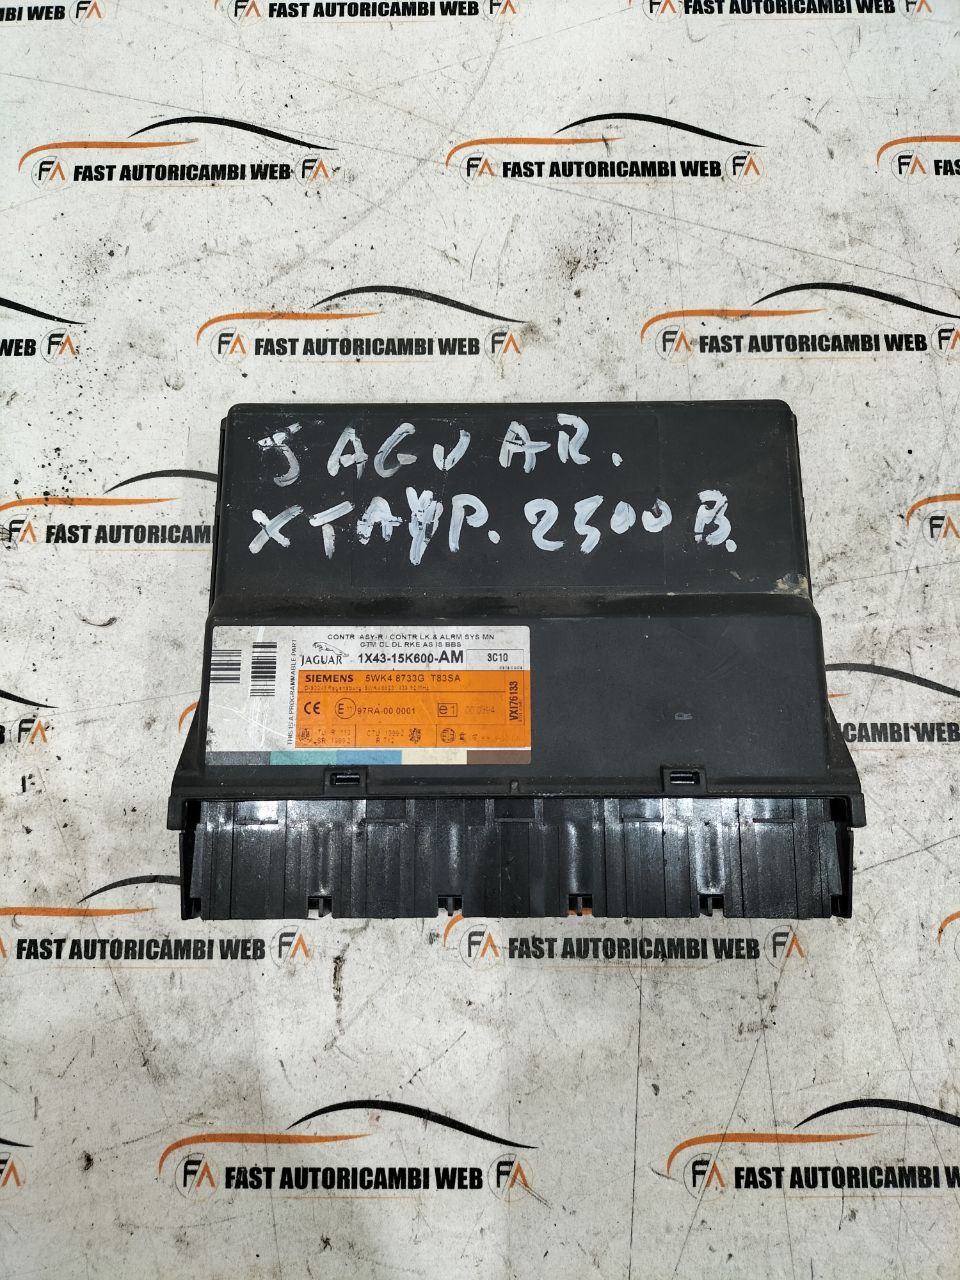 JAGUAR.
XTAYP. 2500 B.
CONTR ASY-R / CONTR LK & ALRM SYS MN
GTM CL DL RKE AS IS BBS
JAGUAR 1X43-15K600-AM 3C10
SIEMENS 5WK4 8733G T83SA
THIS IS A PROGRAMMABLE PART
CE E 97RA-00 0001 e1
VX176133
FAST AUTORICAMBI WEB
FAST AUTORICAMBI WEB
FAST AUTORICAMBI WEB
FAST AUTORICAMBI WEB
FAST AUTORICAMBI WEB
FAST AUTORICAMBI WEB
FAST AUTORICAMBI WEB
FAST AUTORICAMBI WEB
FAST AUTORICAMBI WEB
FAST AUTORICAMBI WEB